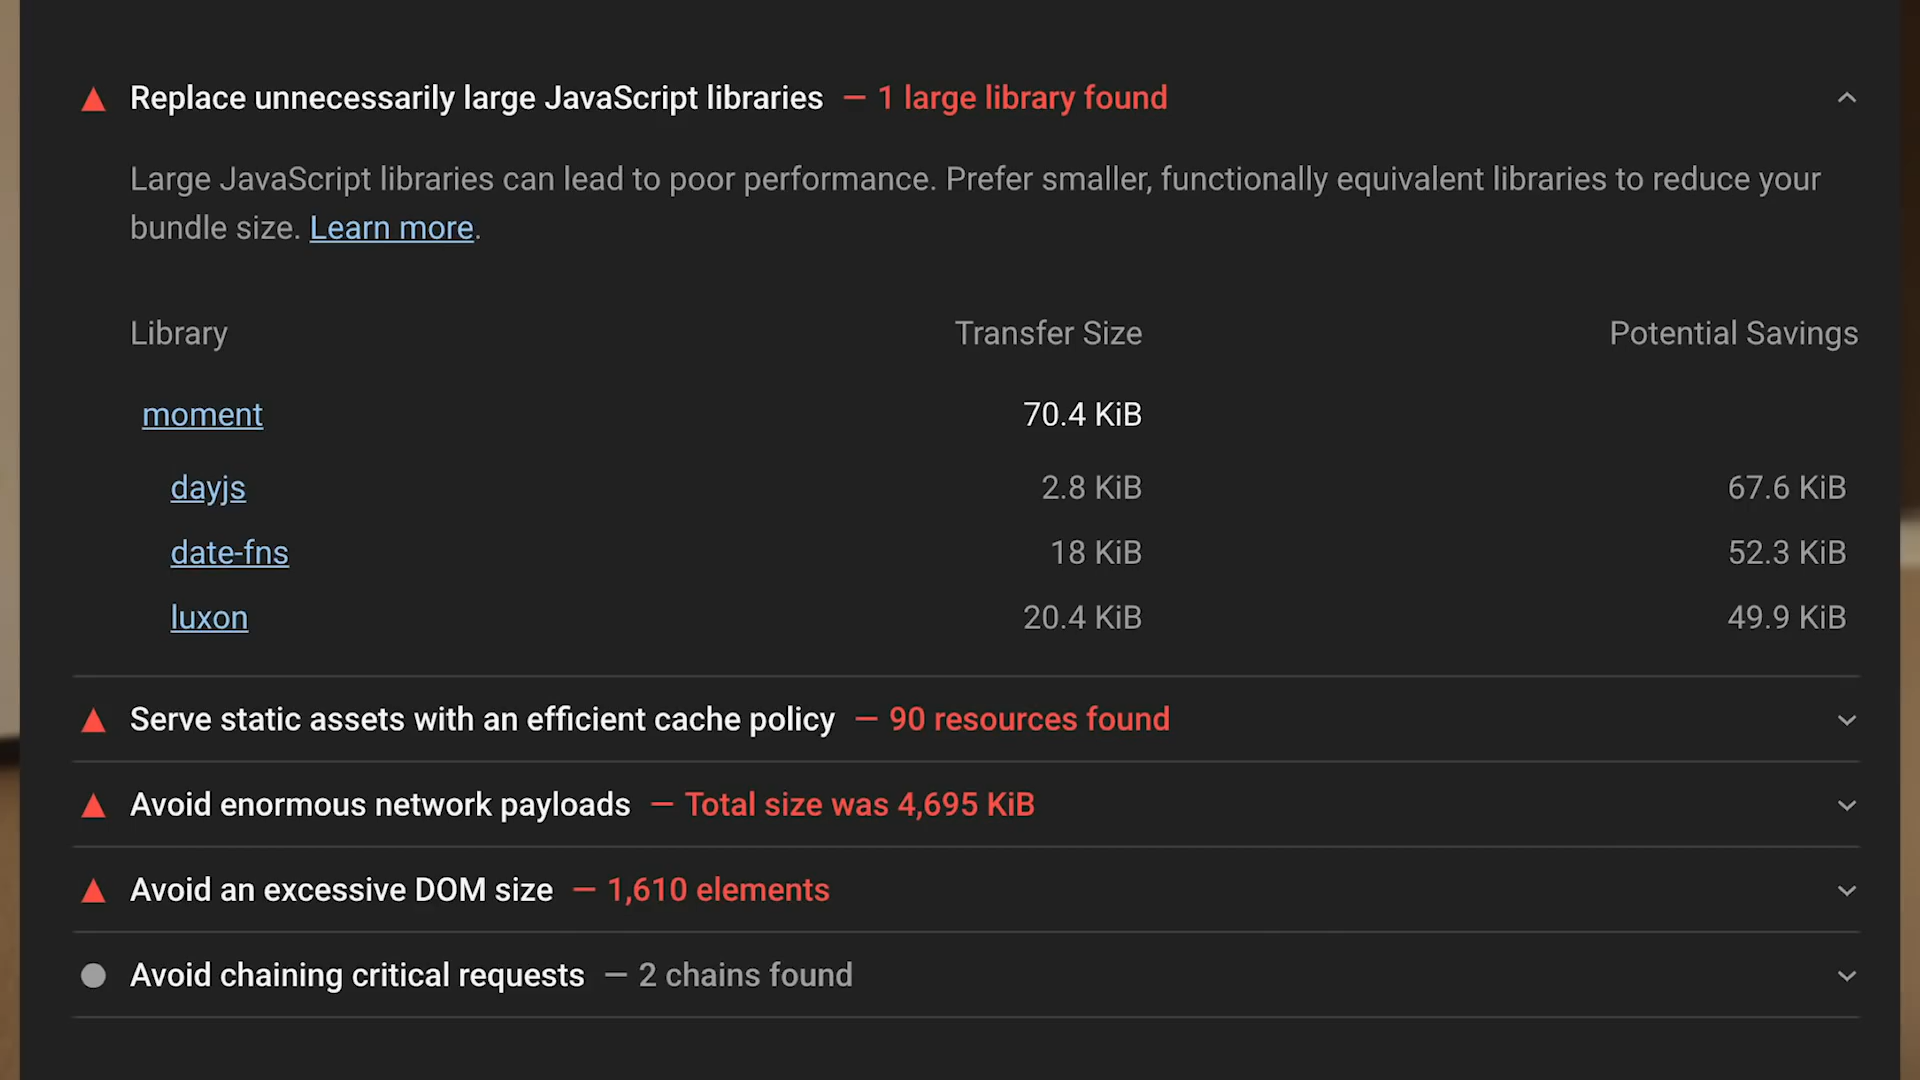 Replace unnecessarily large JavaScript libraries — 1 large library found
Large JavaScript libraries can lead to poor performance. Prefer smaller, functionally equivalent libraries to reduce your
bundle size. Learn more.
Library Transfer Size Potential Savings
moment 70.4 KiB
dayjs 2.8 KiB 67.6 KiB
date-fns 18 KiB 52.3 KiB
luxon 20.4 KiB 49.9 KiB
Serve static assets with an efficient cache policy — 90 resources found
Avoid enormous network payloads — Total size was 4,695 KiB
Avoid an excessive DOM size — 1,610 elements
Avoid chaining critical requests — 2 chains found